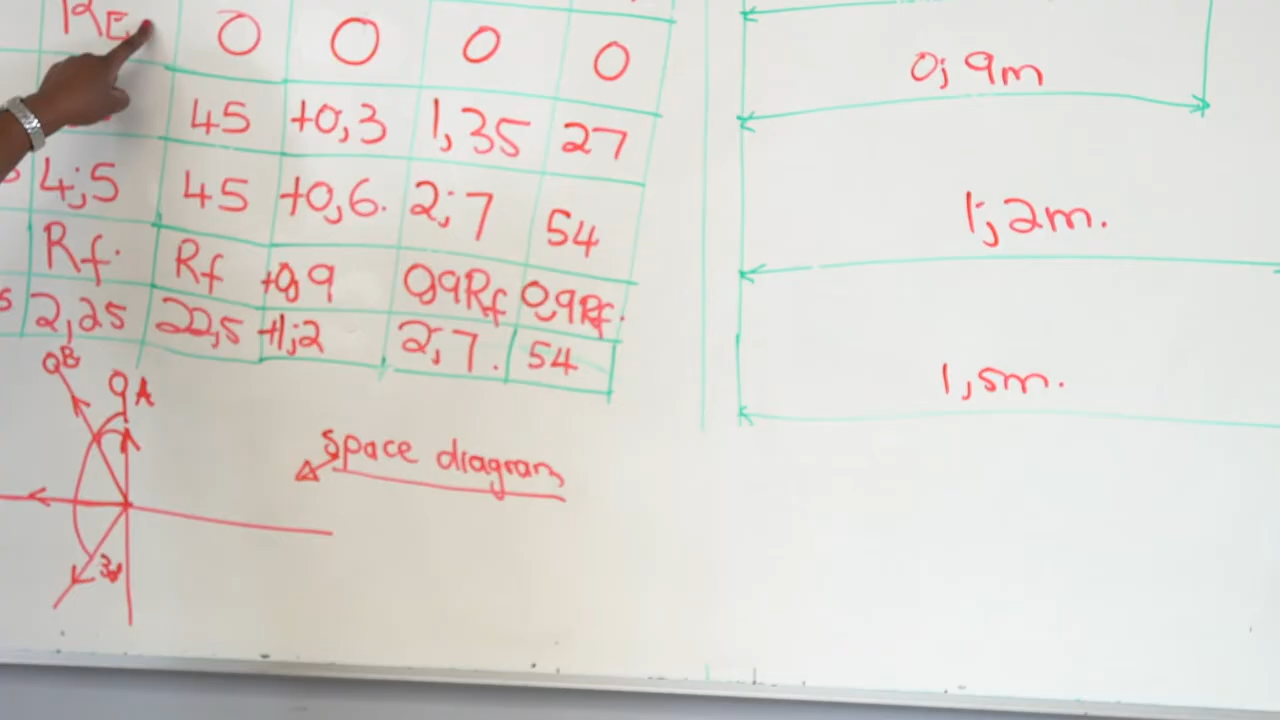 RE 0 0 0 0
45 +0,3 1,35 27
4;5 45 +0,6. 2;7 54
Rf. Rf +0,9 0,9Rf 0,9Rf.
s 2,25 22,5 +1;2 2;7. 54
QB
9A
space diagram
0;9m
1;2m.
1,5m.